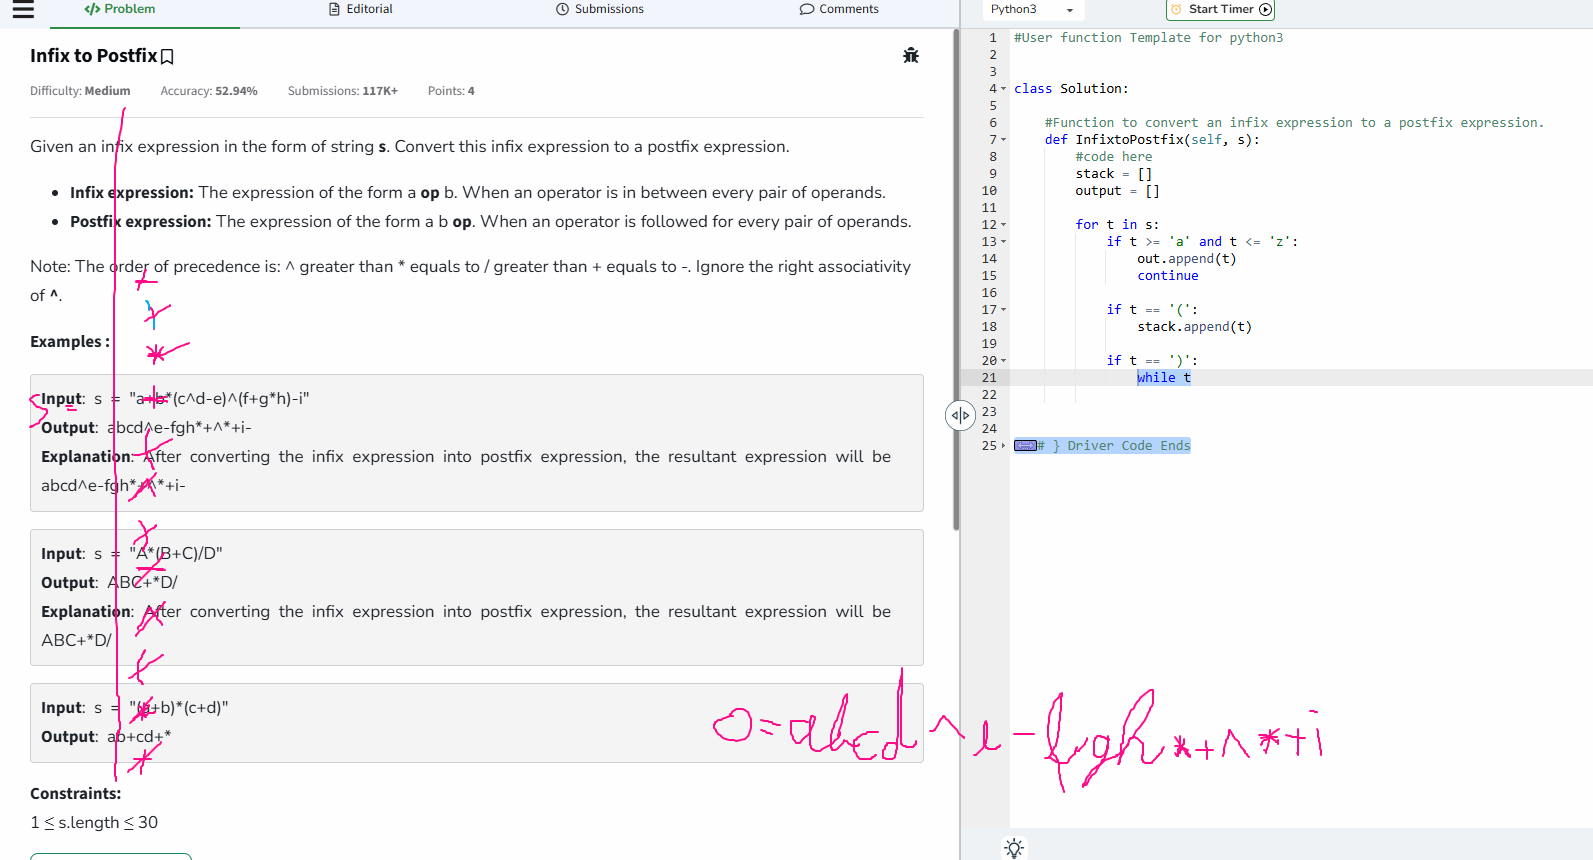 Problem
Editorial
Submissions
Comments
Infix to Postfix
Difficulty: Medium Accuracy: 52.94% Submissions: 117K+ Points: 4
Given an infix expression in the form of string s. Convert this infix expression to a postfix expression.
Infix expression: The expression of the form a op b. When an operator is in between every pair of operands.
Postfix expression: The expression of the form a b op. When an operator is followed for every pair of operands.
Note: The order of precedence is: ^ greater than * equals to / greater than + equals to -. Ignore the right associativity
of ^.
Examples :
Input: s = "a+b*(c^d-e)^(f+g*h)-i"
Output: abcd^e-fgh*+^*+i-
Explanation: After converting the infix expression into postfix expression, the resultant expression will be
abcd^e-fgh*+^*+i-
Input: s = "A*(B+C)/D"
Output: ABC+*D/
Explanation: After converting the infix expression into postfix expression, the resultant expression will be
ABC+*D/
Input: s = "(a+b)*(c+d)"
Output: ab+cd+*
Constraints:
1 ≤ s.length ≤ 30
S =
O=abcd^e-fgh*+^*+i
Python3
Start Timer
1 #User function Template for python3
2
3
4 class Solution:
5
6 #Function to convert an infix expression to a postfix expression.
7 def InfixtoPostfix(self, s):
8 #code here
9 stack = []
10 output = []
11
12 for t in s:
13 if t >= 'a' and t <= 'z':
14 out.append(t)
15 continue
16
17 if t == '(':
18 stack.append(t)
19
20 if t == ')':
21 while t
22
23
24
25 # } Driver Code Ends